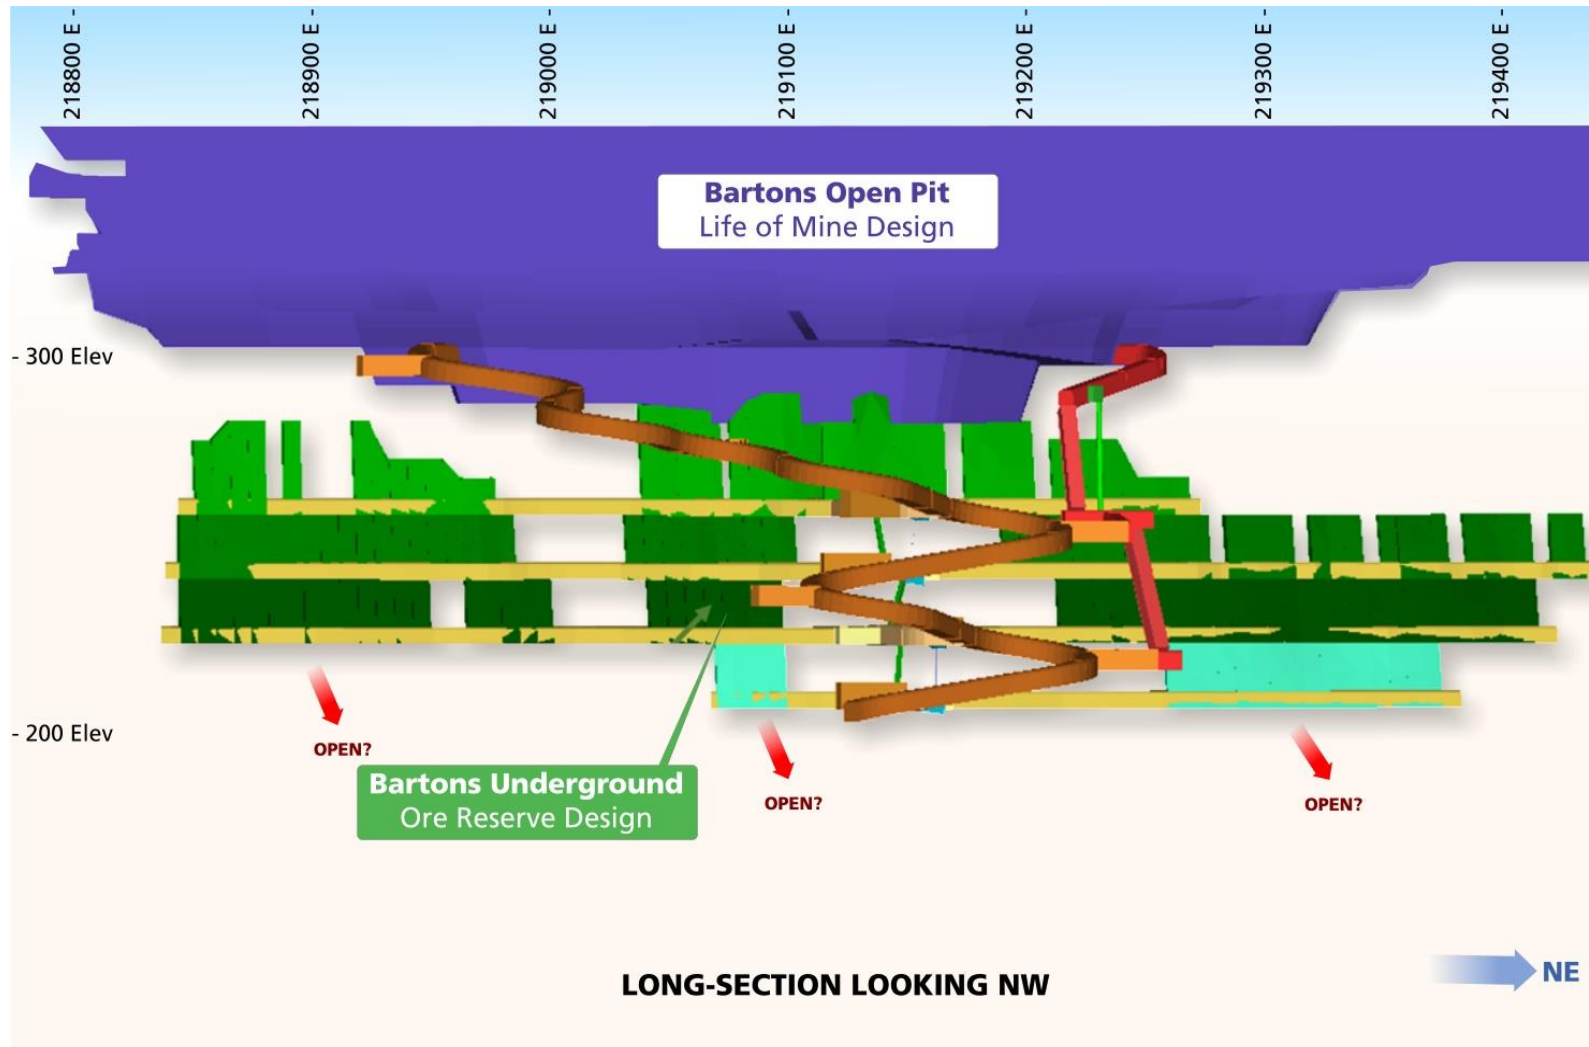 218800 E -
218900 E -
219000 E -
219100 E -
219200 E -
219300 E -
219400 E -
Bartons Open Pit
Life of Mine Design
- 300 Elev
- 200 Elev
OPEN?
Bartons Underground
Ore Reserve Design
OPEN?
OPEN?
LONG-SECTION LOOKING NW
NE